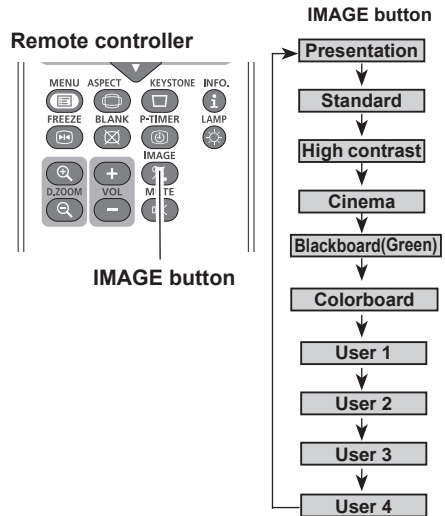 Remote controller
MENU ASPECT KEYSTONE INFO.
FREEZE BLANK P-TIMER LAMP
IMAGE
D.ZOOM VOL MUTE
IMAGE button
IMAGE button
Presentation
Standard
High contrast
Cinema
Blackboard(Green)
Colorboard
User 1
User 2
User 3
User 4